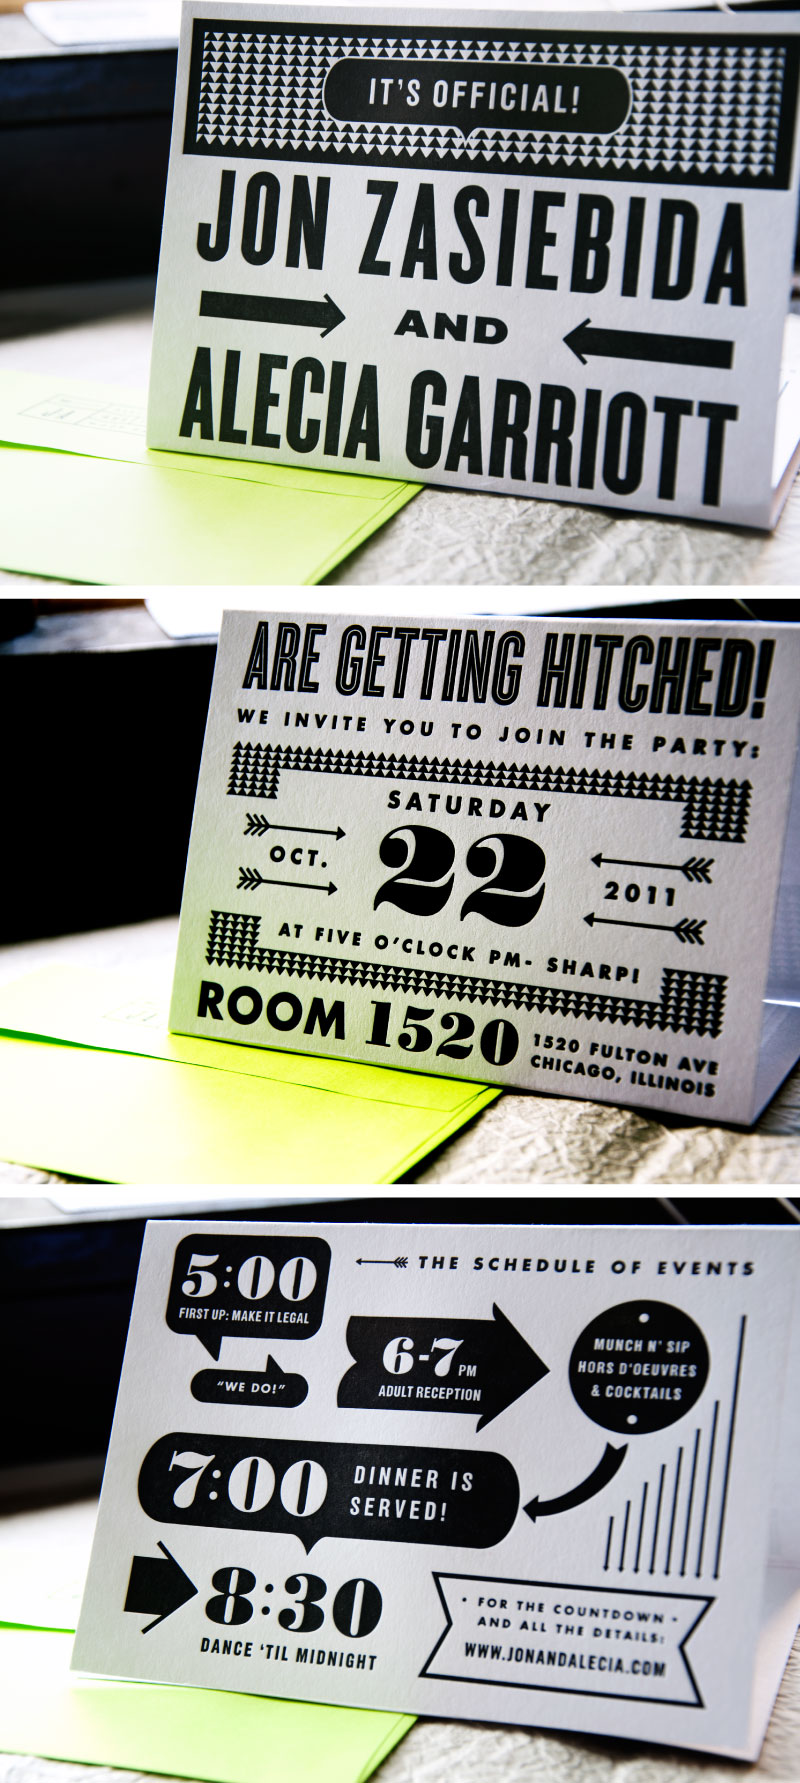 IT'S OFFICIAL!
JON ZASIEBIDA
AND
ALECIA GARRIOTT
ARE GETTING HITCHED!
WE INVITE YOU TO JOIN THE PARTY:
SATURDAY
OCT. 22 2011
AT FIVE O'CLOCK PM- SHARP!
ROOM 1520
1520 FULTON AVE
CHICAGO, ILLINOIS
THE SCHEDULE OF EVENTS
5:00
FIRST UP: MAKE IT LEGAL
"WE DO!"
6-7 PM
ADULT RECEPTION
MUNCH N' SIP
HORS D'OEUVRES
& COCKTAILS
7:00
DINNER IS
SERVED!
8:30
DANCE 'TIL MIDNIGHT
• FOR THE COUNTDOWN •
AND ALL THE DETAILS:
WWW.JONANDALECIA.COM